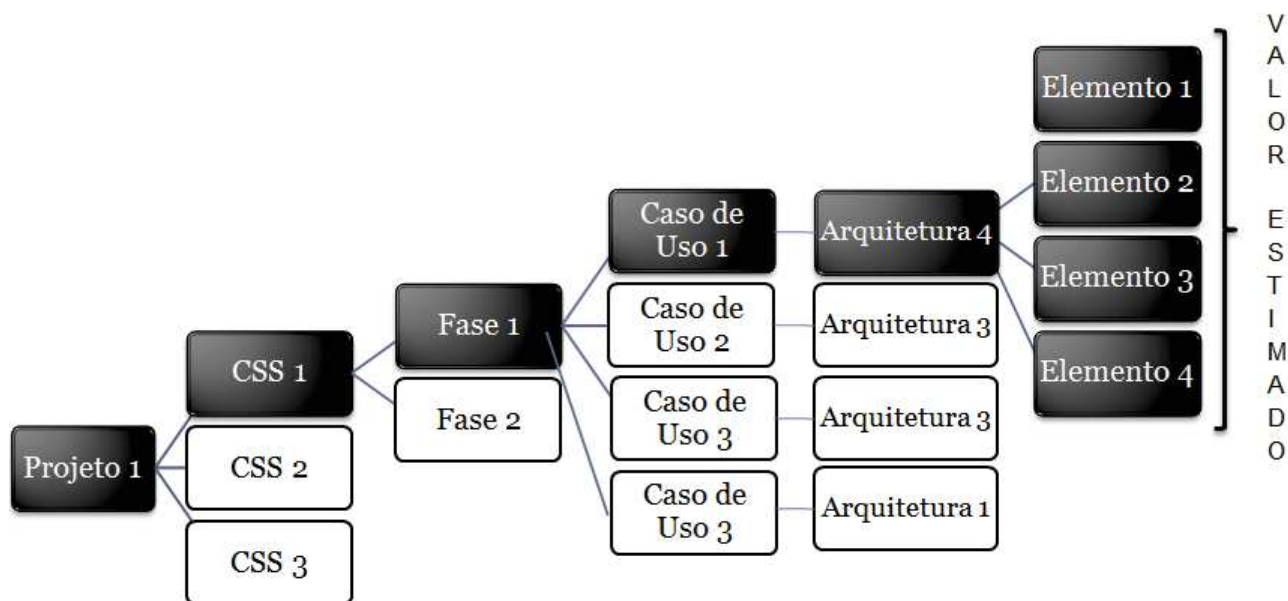 Projeto 1
CSS 1
CSS 2
CSS 3
Fase 1
Fase 2
Caso de
Uso 1
Caso de
Uso 2
Caso de
Uso 3
Caso de
Uso 3
Arquitetura 4
Arquitetura 3
Arquitetura 3
Arquitetura 1
Elemento 1
Elemento 2
Elemento 3
Elemento 4
VALOR ESTIMADO